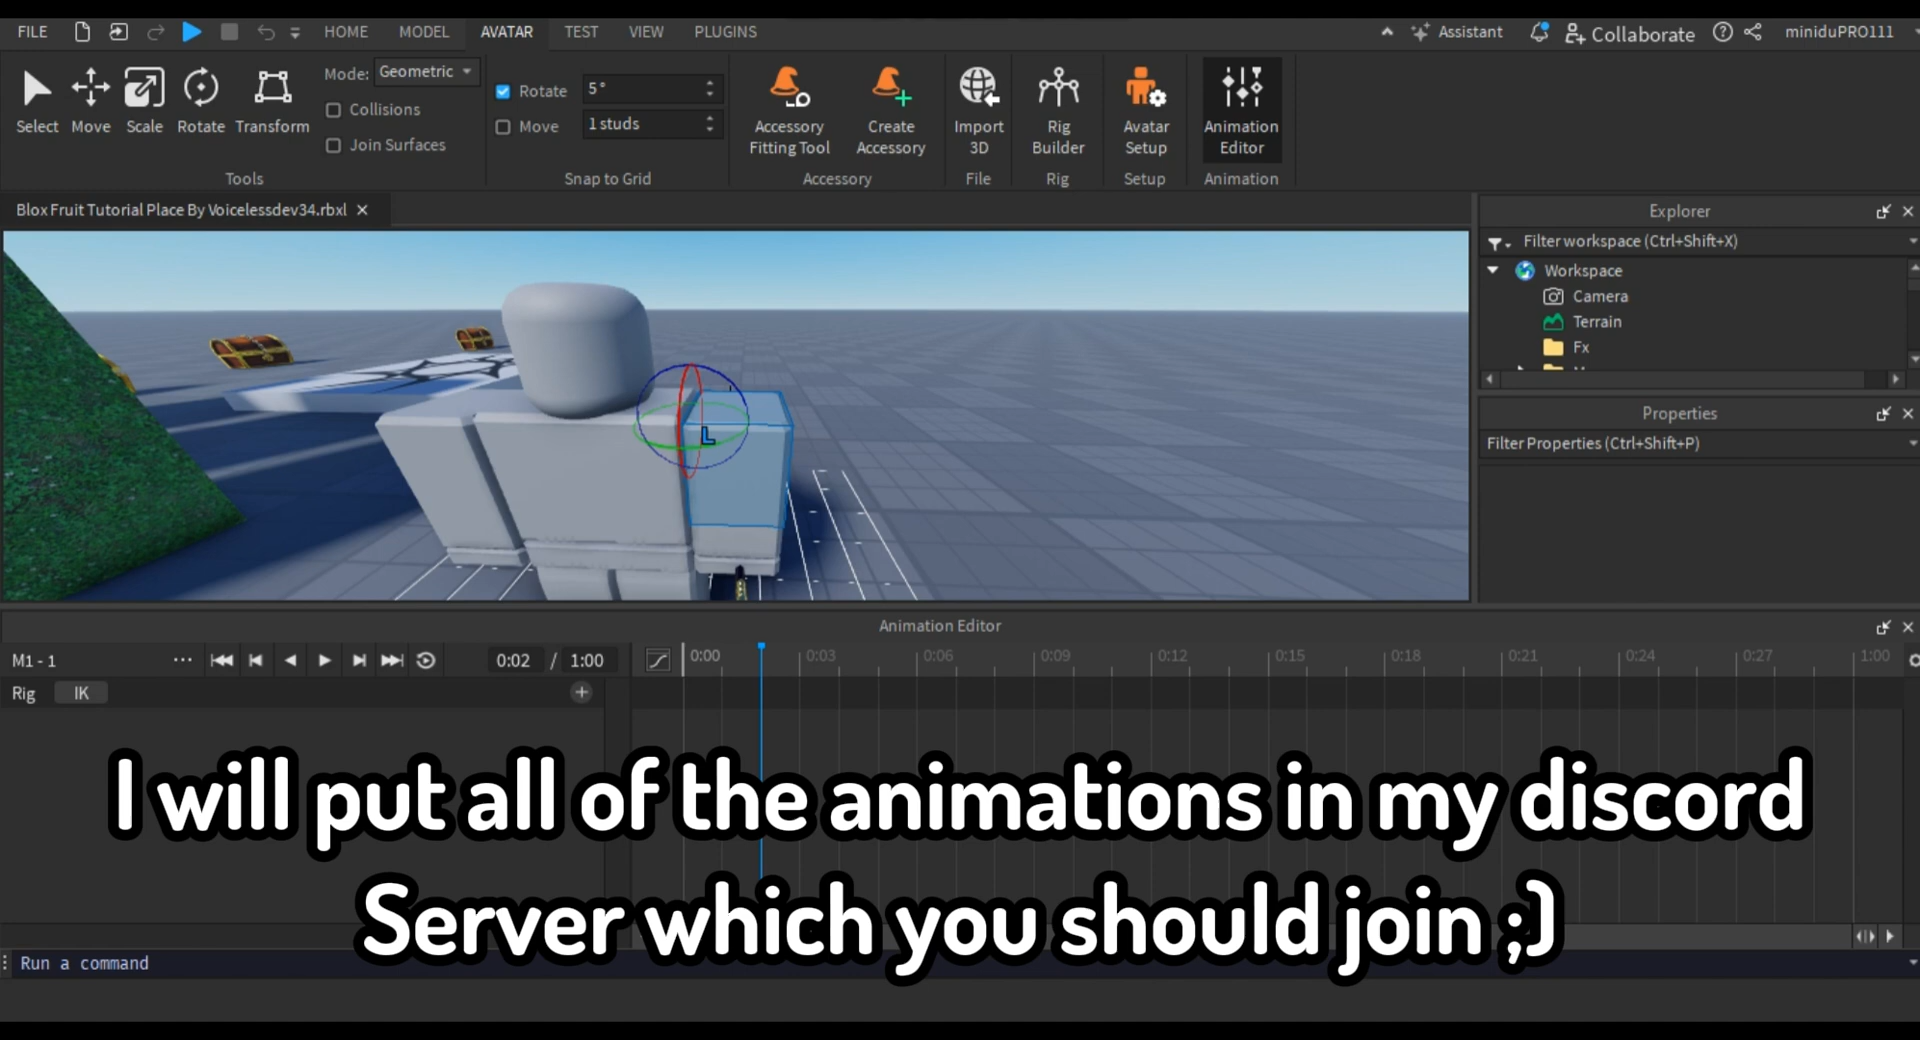 FILE HOME MODEL AVATAR TEST VIEW PLUGINS Assistant Collaborate miniduPRO111
Mode: Geometric
Collisions
Join Surfaces
Select Move Scale Rotate Transform
Tools
Rotate 5°
Move 1 studs
Snap to Grid
Accessory Fitting Tool
Create Accessory
Accessory
Import 3D
File
Rig Builder
Rig
Avatar Setup
Setup
Animation Editor
Animation
Blox Fruit Tutorial Place By Voicelessdev34.rbxl
Explorer
Filter workspace (Ctrl+Shift+X)
Workspace
Camera
Terrain
Fx
Properties
Filter Properties (Ctrl+Shift+P)
L
Animation Editor
M1 - 1 0:02 / 1:00 0:00 0:03 0:06 0:09 0:12 0:15 0:18 0:21 0:24 0:27 1:00
Rig IK
I will put all of the animations in my discord
Server which you should join ;)
Run a command